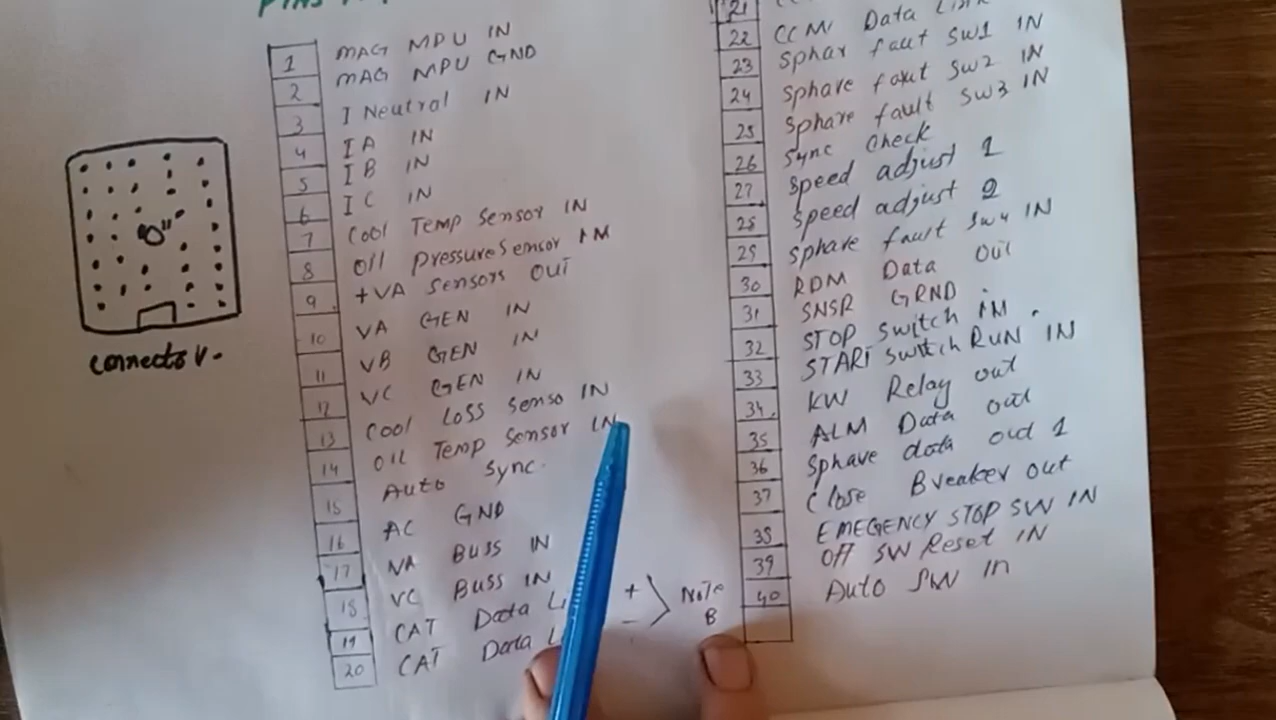 1 MAG MPU IN
2 MAG MPU GND
3 I Neutral IN
4 IA IN
5 IB IN
6 IC IN
7 Cool Temp Sensor IN
8 OIl pressure Sensor IM
9 +VA Sensors OUT
10 VA GEN IN
11 VB GEN IN
12 VC GEN IN
13 Cool LOSS Senso IN
14 OIL Temp Sensor IN
15 Auto Sync
16 AC GND
17 VA BUSS IN
18 VC BUSS IN
19 CAT Data +
20 CAT Data –
Note
B
connector.
21
22 CCM Data Link
23 Sphar faut SW1 IN
24 Sphare faut SW2 IN
25 Sphare fault SW3 IN
26 Sync Check
27 Speed adjust 1
28 Speed adjust 2
29 Sphare fault SW4 IN
30 RDM Data Out
31 SNSR GRND
32 STOP Switch IM
33 START Switch RUN IN
34 KW Relay out
35 ALM Data out
36 Sphare data out 1
37 Close Breaker out
38 EMEGENCY STOP SW IN
39 Off SW Reset IN
40 Auto SW In